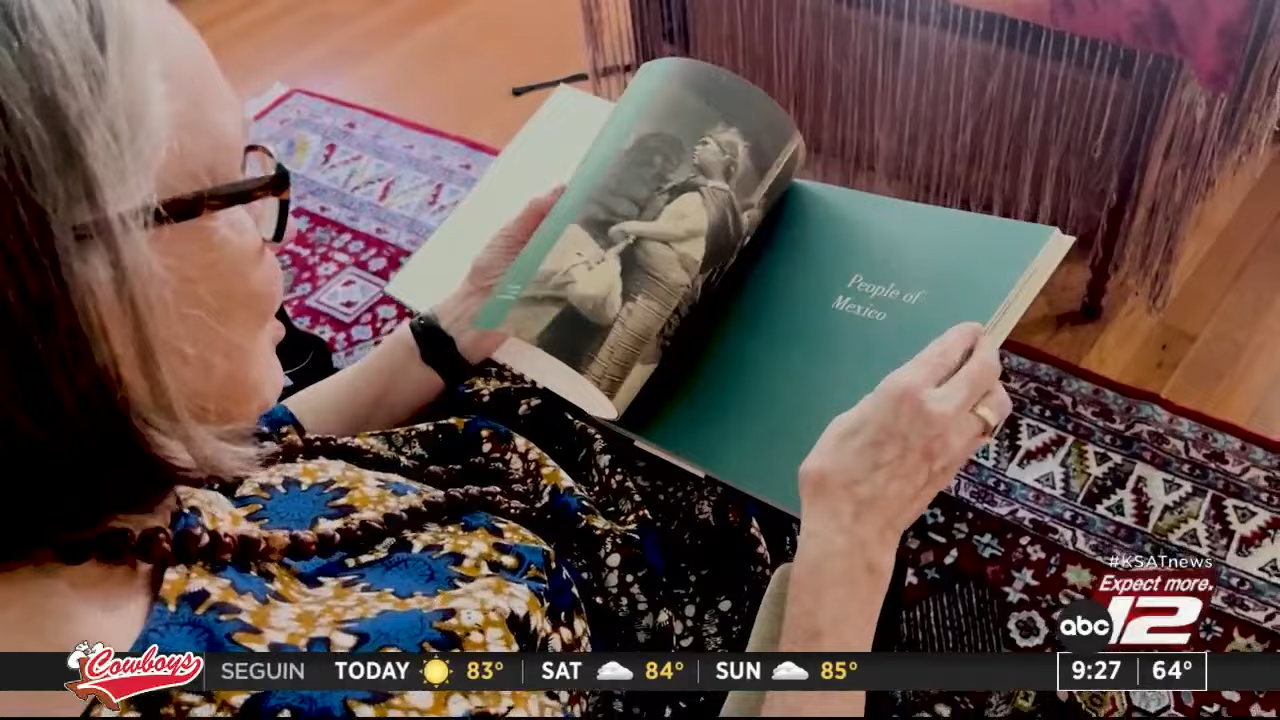 People of
Mexico
#KSATnews
Expect more.
abc 12
Cowboys
SEGUIN TODAY 83° SAT 84° SUN 85° 9:27 64°